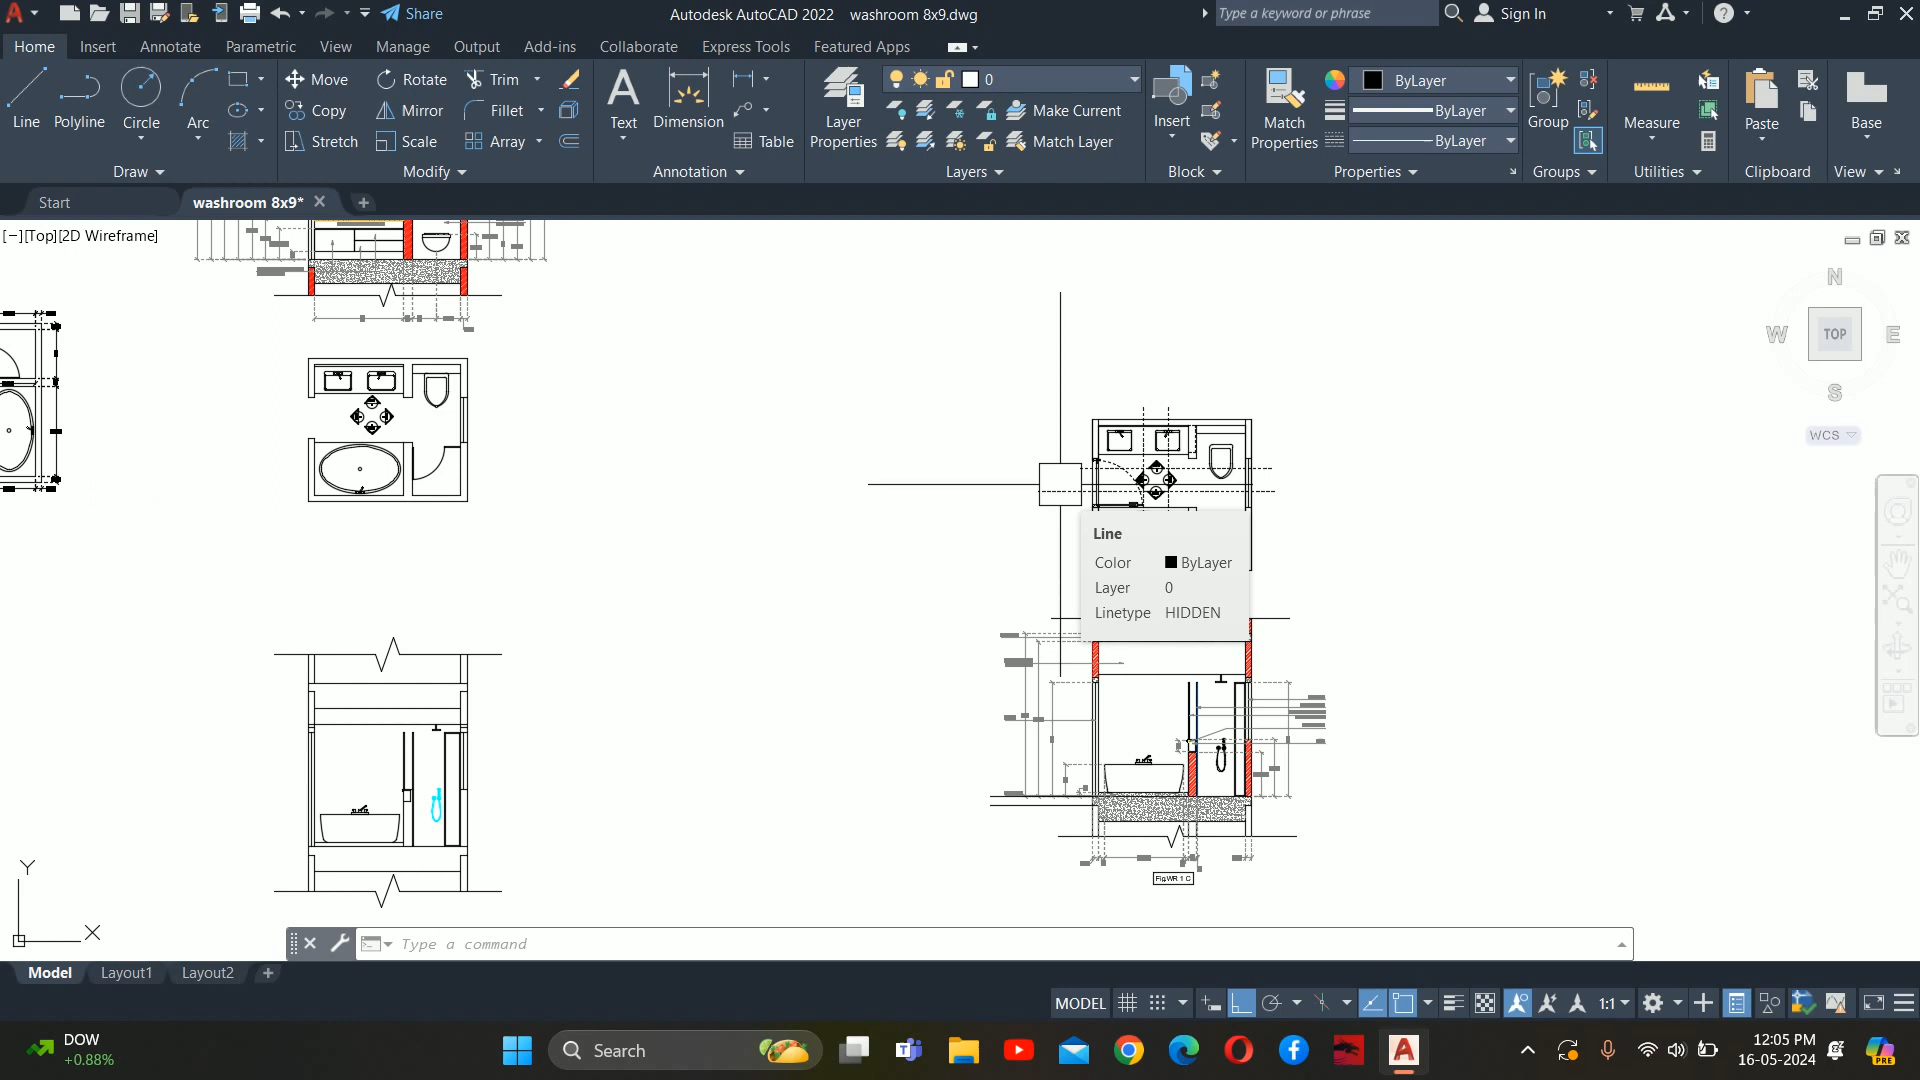 Share
Autodesk AutoCAD 2022 washroom 8x9.dwg
Type a keyword or phrase
Sign In
Home Insert Annotate Parametric View Manage Output Add-ins Collaborate Express Tools Featured Apps
Line Polyline Circle Arc
Move Rotate Trim
Copy Mirror Fillet
Stretch Scale Array
Text Dimension Table
Layer Properties
0
Make Current
Match Layer
Insert
Match Properties
ByLayer
ByLayer
ByLayer
Group Measure Paste Base
Draw Modify Annotation Layers Block Properties Groups Utilities Clipboard View
Start washroom 8x9*
[−][Top][2D Wireframe]
N
W TOP E
S
WCS
Line
Color ByLayer
Layer 0
Linetype HIDDEN
FigWR 1 C
Y
X
Type a command
Model Layout1 Layout2
MODEL 1:1
DOW
+0.88%
Search
12:05 PM
16-05-2024
PRE